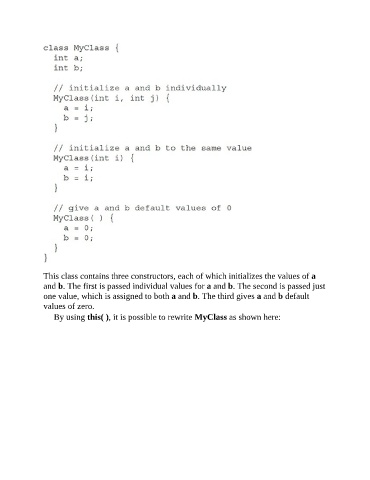 class MyClass {
int a;
int b;
// initialize a and b individually
MyClass(int i, int j) {
a = i;
b = j;
}
// initialize a and b to the same value
MyClass(int i) {
a = i;
b = i;
}
// give a and b default values of 0
MyClass( ) {
a = 0;
b = 0;
}
}
This class contains three constructors, each of which initializes the values of a
and b. The first is passed individual values for a and b. The second is passed just
one value, which is assigned to both a and b. The third gives a and b default
values of zero.
By using this( ), it is possible to rewrite MyClass as shown here: